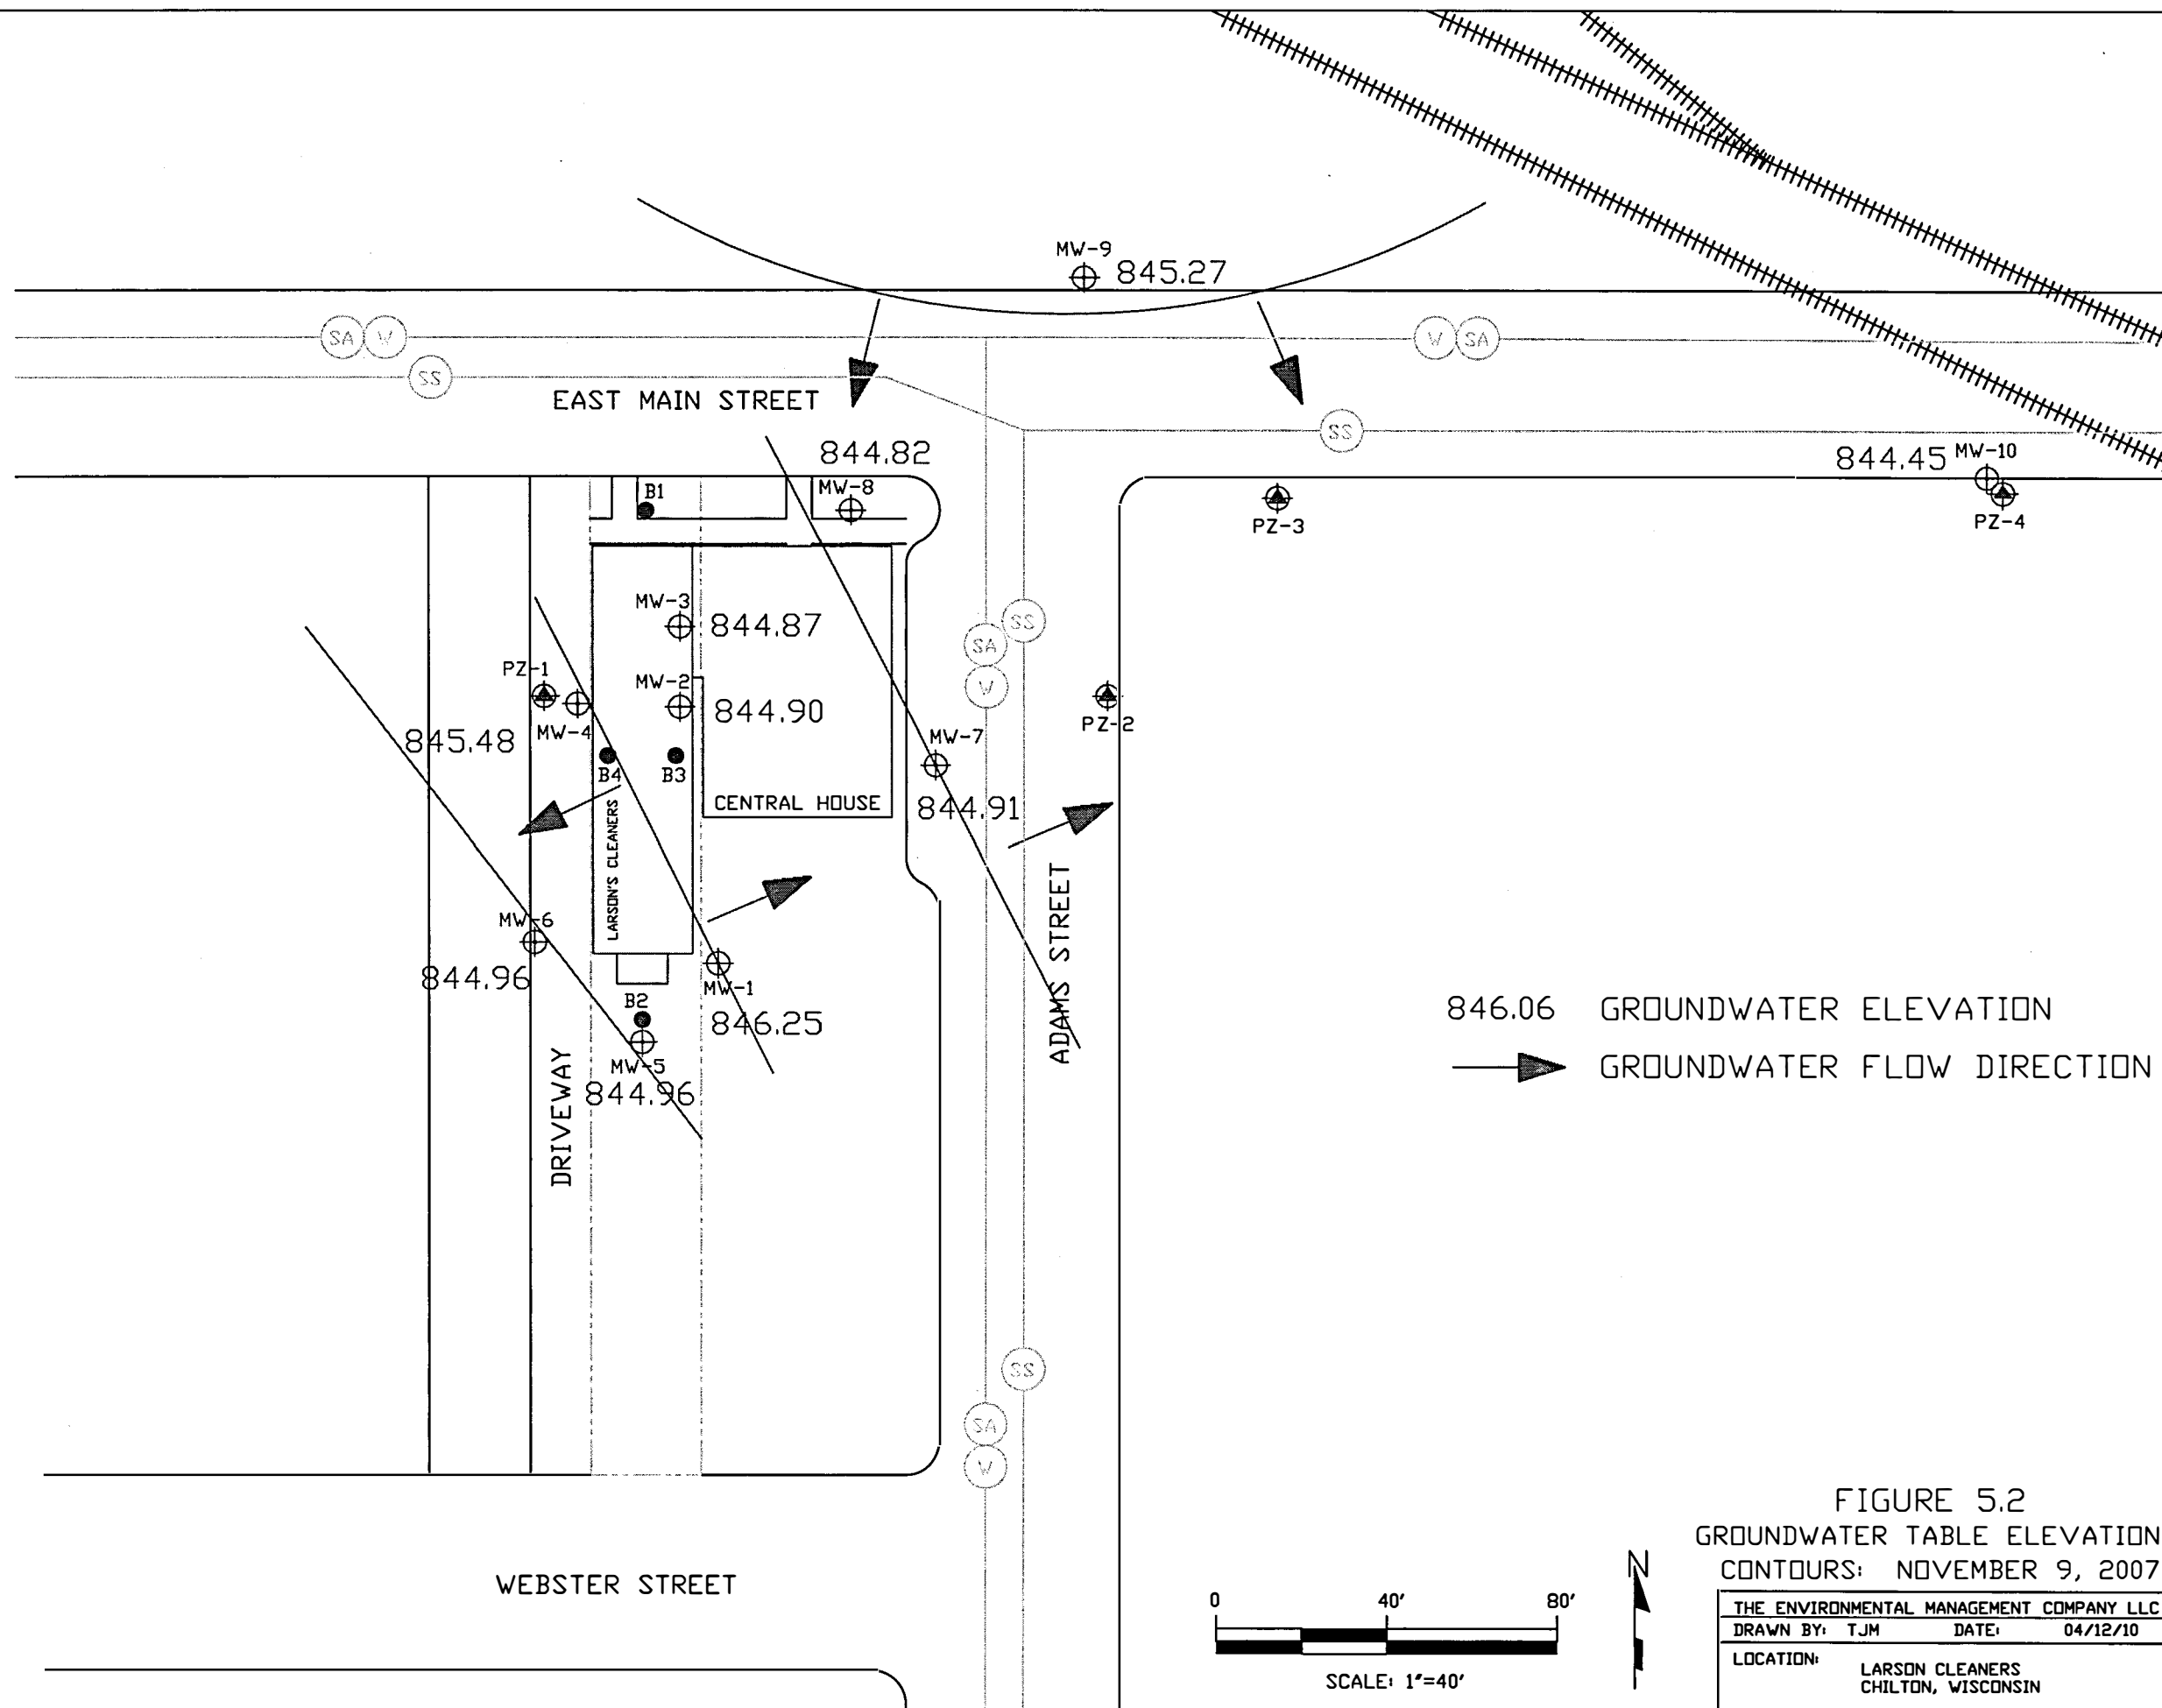 MW-9
845.27
SA W
W SA
SS
EAST MAIN STREET
SS
844.82
844.45 MW-10
MW-8
B1
PZ-3
PZ-4
MW-3
844.87
SS
SA
PZ-1
MW-2
W
844.90
PZ-2
MW-4
845.48
MW-7
B4
B3
CENTRAL HOUSE
844.91
LARSON'S CLEANERS
ADAMS STREET
MW-6
844.96
MW-1
B2
846.25
MW-5
844.96
DRIVEWAY
846.06 GROUNDWATER ELEVATION
GROUNDWATER FLOW DIRECTION
SS
SA
W
WEBSTER STREET
0 40' 80'
SCALE: 1"=40'
N
FIGURE 5.2
GROUNDWATER TABLE ELEVATION
CONTOURS: NOVEMBER 9, 2007
THE ENVIRONMENTAL MANAGEMENT COMPANY LLC
DRAWN BY: TJM DATE: 04/12/10
LOCATION: LARSON CLEANERS
CHILTON, WISCONSIN